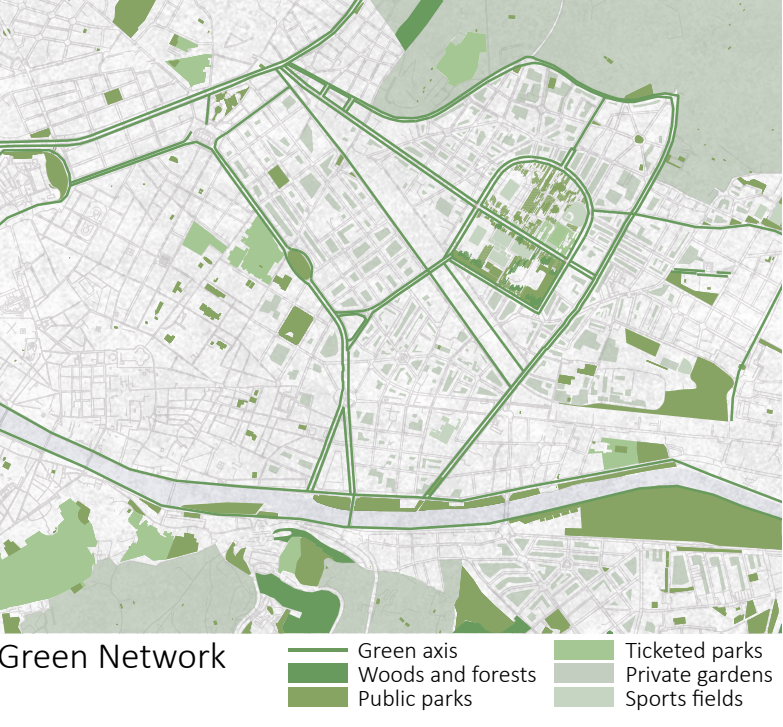 Green Network
Green axis
Woods and forests
Public parks
Ticketed parks
Private gardens
Sports fields